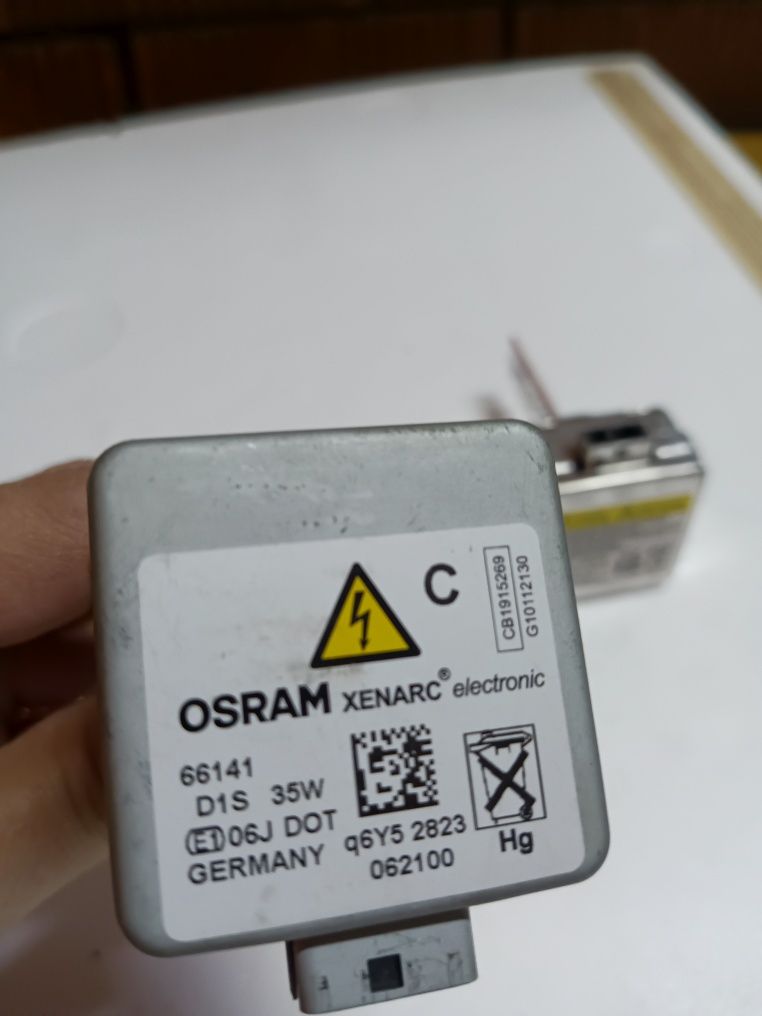 C
CB1915269
G10112130
OSRAM XENARC® electronic
66141
D1S 35W
E1 06J DOT
GERMANY
q6Y5 2823
062100
Hg